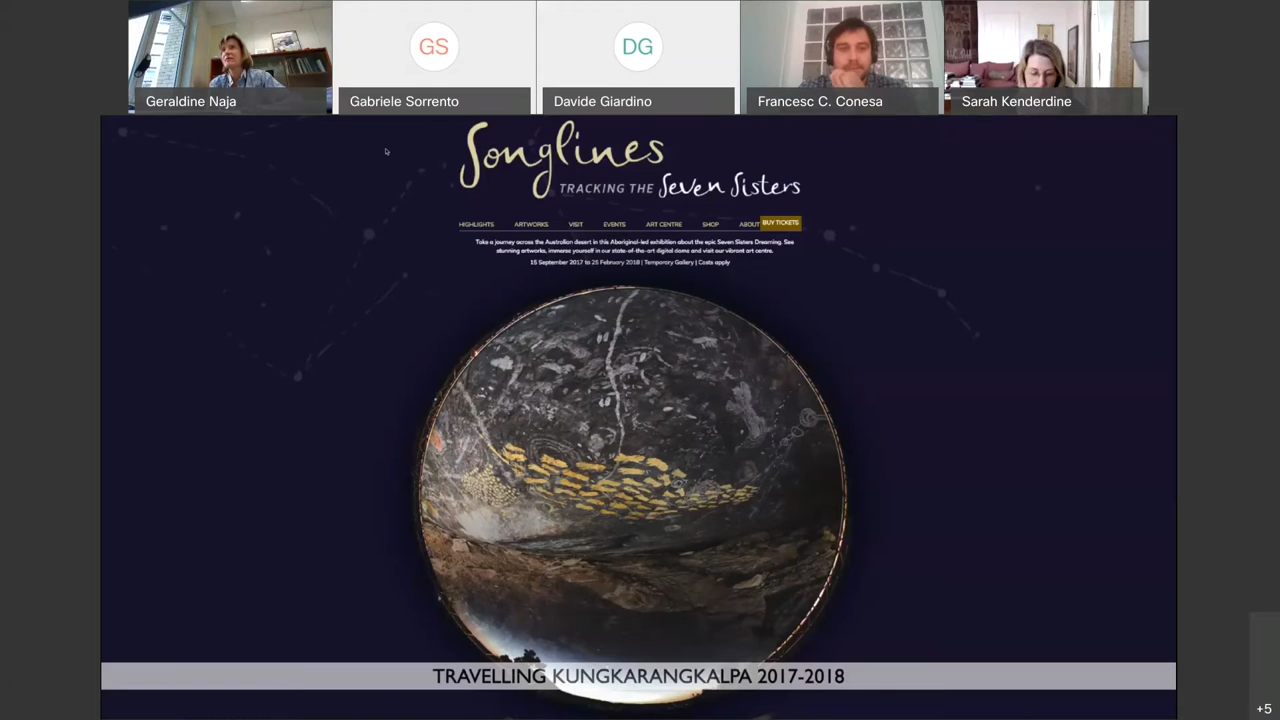 GS
DG
Geraldine Naja
Gabriele Sorrento
Davide Giardino
Francesc C. Conesa
Sarah Kenderdine
Songlines
TRACKING THE Seven Sisters
HIGHLIGHTS ARTWORKS VISIT EVENTS ART CENTRE SHOP ABOUT BUY TICKETS
Take a journey across the Australian desert in this Aboriginal-led exhibition about the epic Seven Sisters Dreaming. See
stunning artworks, immerse yourself in our state-of-the-art digital dome and visit our vibrant art centre.
15 September 2017 to 25 February 2018 | Temporary Gallery | Costs apply
TRAVELLING KUNGKARANGKALPA 2017-2018
+5